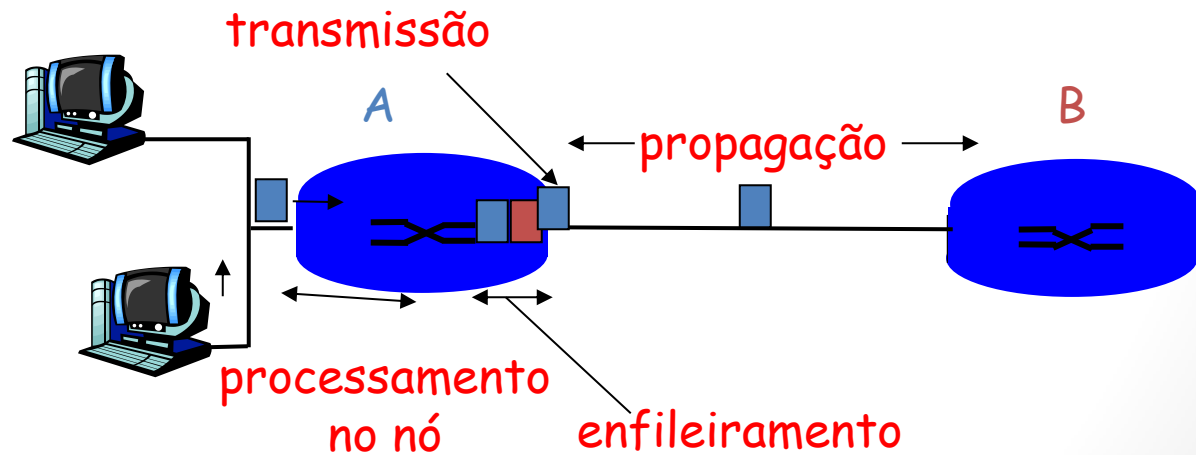 transmissão
A
B
propagação
processamento
no nó
enfileiramento